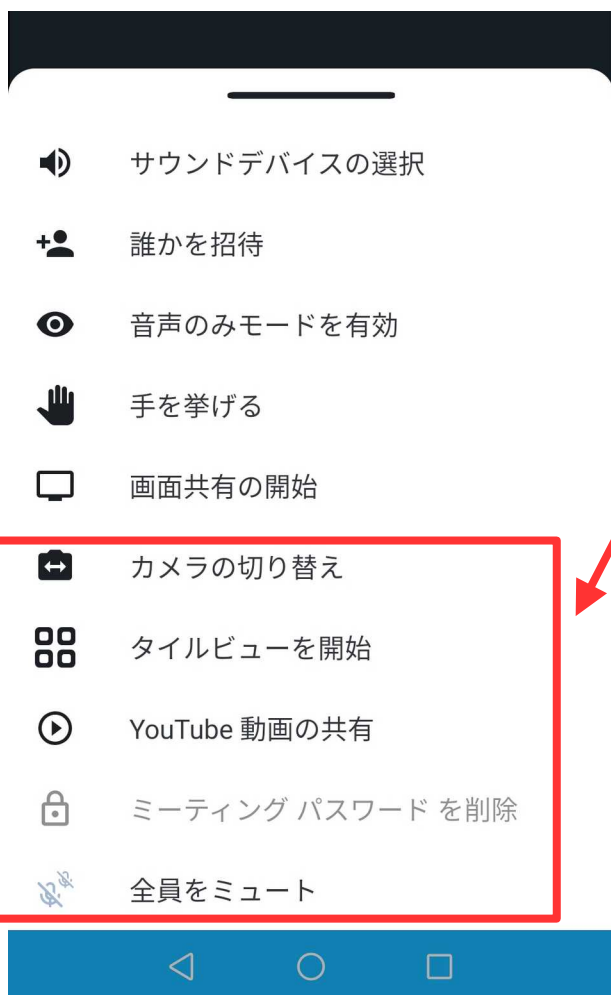 サウンドデバイスの選択
誰かを招待
音声のみモードを有効
手を挙げる
画面共有の開始
カメラの切り替え
タイルビューを開始
YouTube 動画の共有
ミーティング パスワード を削除
全員をミュート